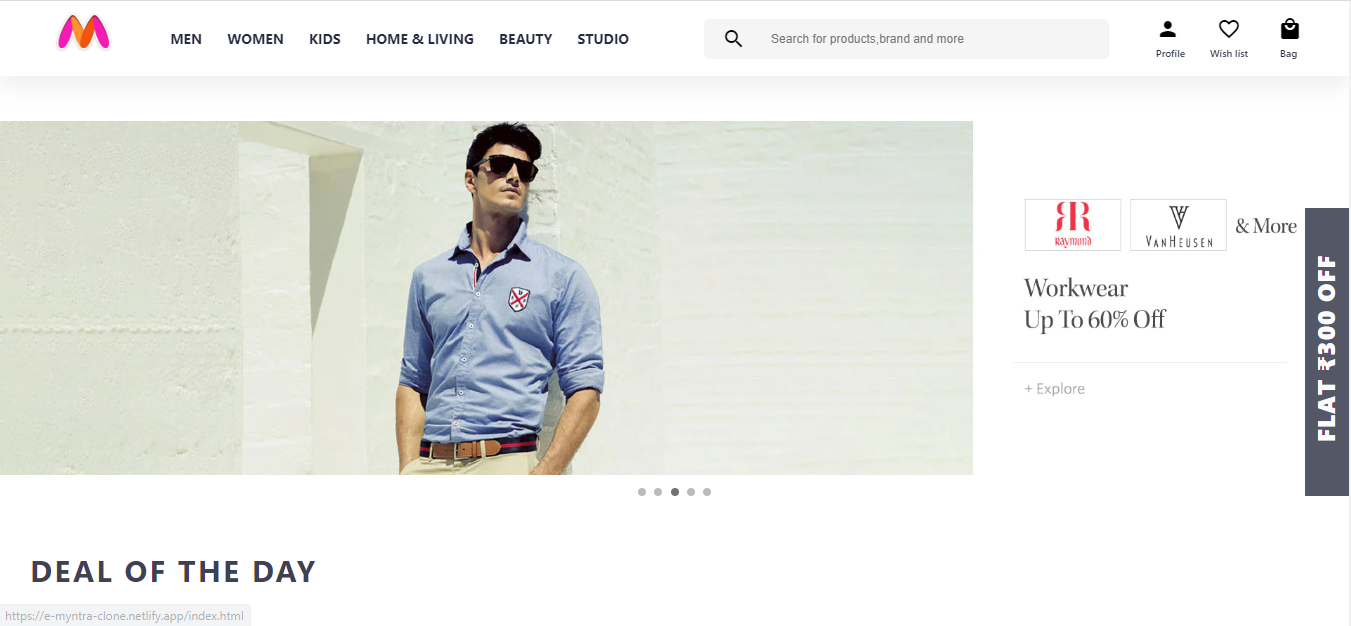 MEN WOMEN KIDS HOME & LIVING BEAUTY STUDIO
Search for products,brand and more
Profile Wish list Bag
Raymond VANHEUSEN & More
Workwear
Up To 60% Off
+ Explore
FLAT ₹300 OFF
DEAL OF THE DAY
https://e-myntra-clone.netlify.app/index.html